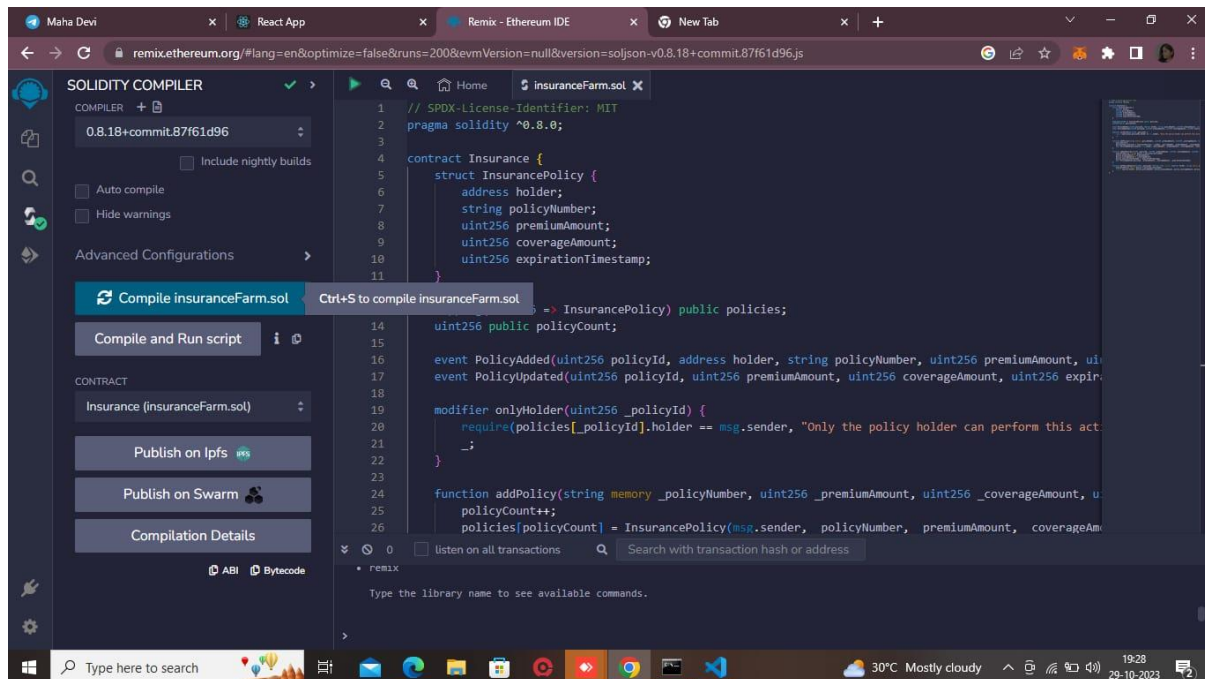 Maha Devi
React App
Remix - Ethereum IDE
New Tab
remix.ethereum.org/#lang=en&optimize=false&runs=200&evmVersion=null&version=soljson-v0.8.18+commit.87f61d96.js
SOLIDITY COMPILER
COMPILER
0.8.18+commit.87f61d96
Include nightly builds
Auto compile
Hide warnings
Advanced Configurations
Compile insuranceFarm.sol
Ctrl+S to compile insuranceFarm.sol
Compile and Run script
CONTRACT
Insurance (insuranceFarm.sol)
Publish on Ipfs
IPFS
Publish on Swarm
Compilation Details
ABI Bytecode
Home
insuranceFarm.sol
1 // SPDX-License-Identifier: MIT
2 pragma solidity ^0.8.0;
3
4 contract Insurance {
5 struct InsurancePolicy {
6 address holder;
7 string policyNumber;
8 uint256 premiumAmount;
9 uint256 coverageAmount;
10 uint256 expirationTimestamp;
11 }
=> InsurancePolicy) public policies;
14 uint256 public policyCount;
15
16 event PolicyAdded(uint256 policyId, address holder, string policyNumber, uint256 premiumAmount, ui
17 event PolicyUpdated(uint256 policyId, uint256 premiumAmount, uint256 coverageAmount, uint256 expir
18
19 modifier onlyHolder(uint256 _policyId) {
20 require(policies[_policyId].holder == msg.sender, "Only the policy holder can perform this act
21 _;
22 }
23
24 function addPolicy(string memory _policyNumber, uint256 _premiumAmount, uint256 _coverageAmount, u
25 policyCount++;
26 policies[policyCount] = InsurancePolicy(msg.sender, policyNumber, premiumAmount, coverageAm
0
listen on all transactions
Search with transaction hash or address
• remix
Type the library name to see available commands.
>
Type here to search
30°C Mostly cloudy
19:28
29-10-2023
2